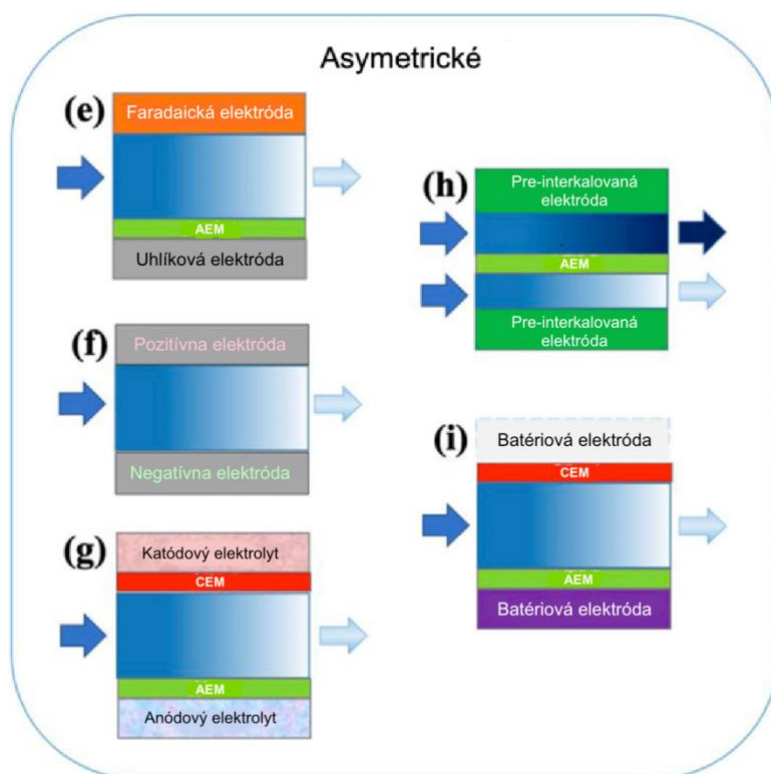 Asymetrické
(e)
Faradaická elektróda
AEM
Uhlíková elektróda
(f)
Pozitívna elektróda
Negatívna elektróda
(g)
Katódový elektrolyt
CEM
AEM
Anódový elektrolyt
(h)
Pre-interkalovaná
elektróda
AEM
Pre-interkalovaná
elektróda
(i)
Batériová elektróda
CEM
AEM
Batériová elektróda